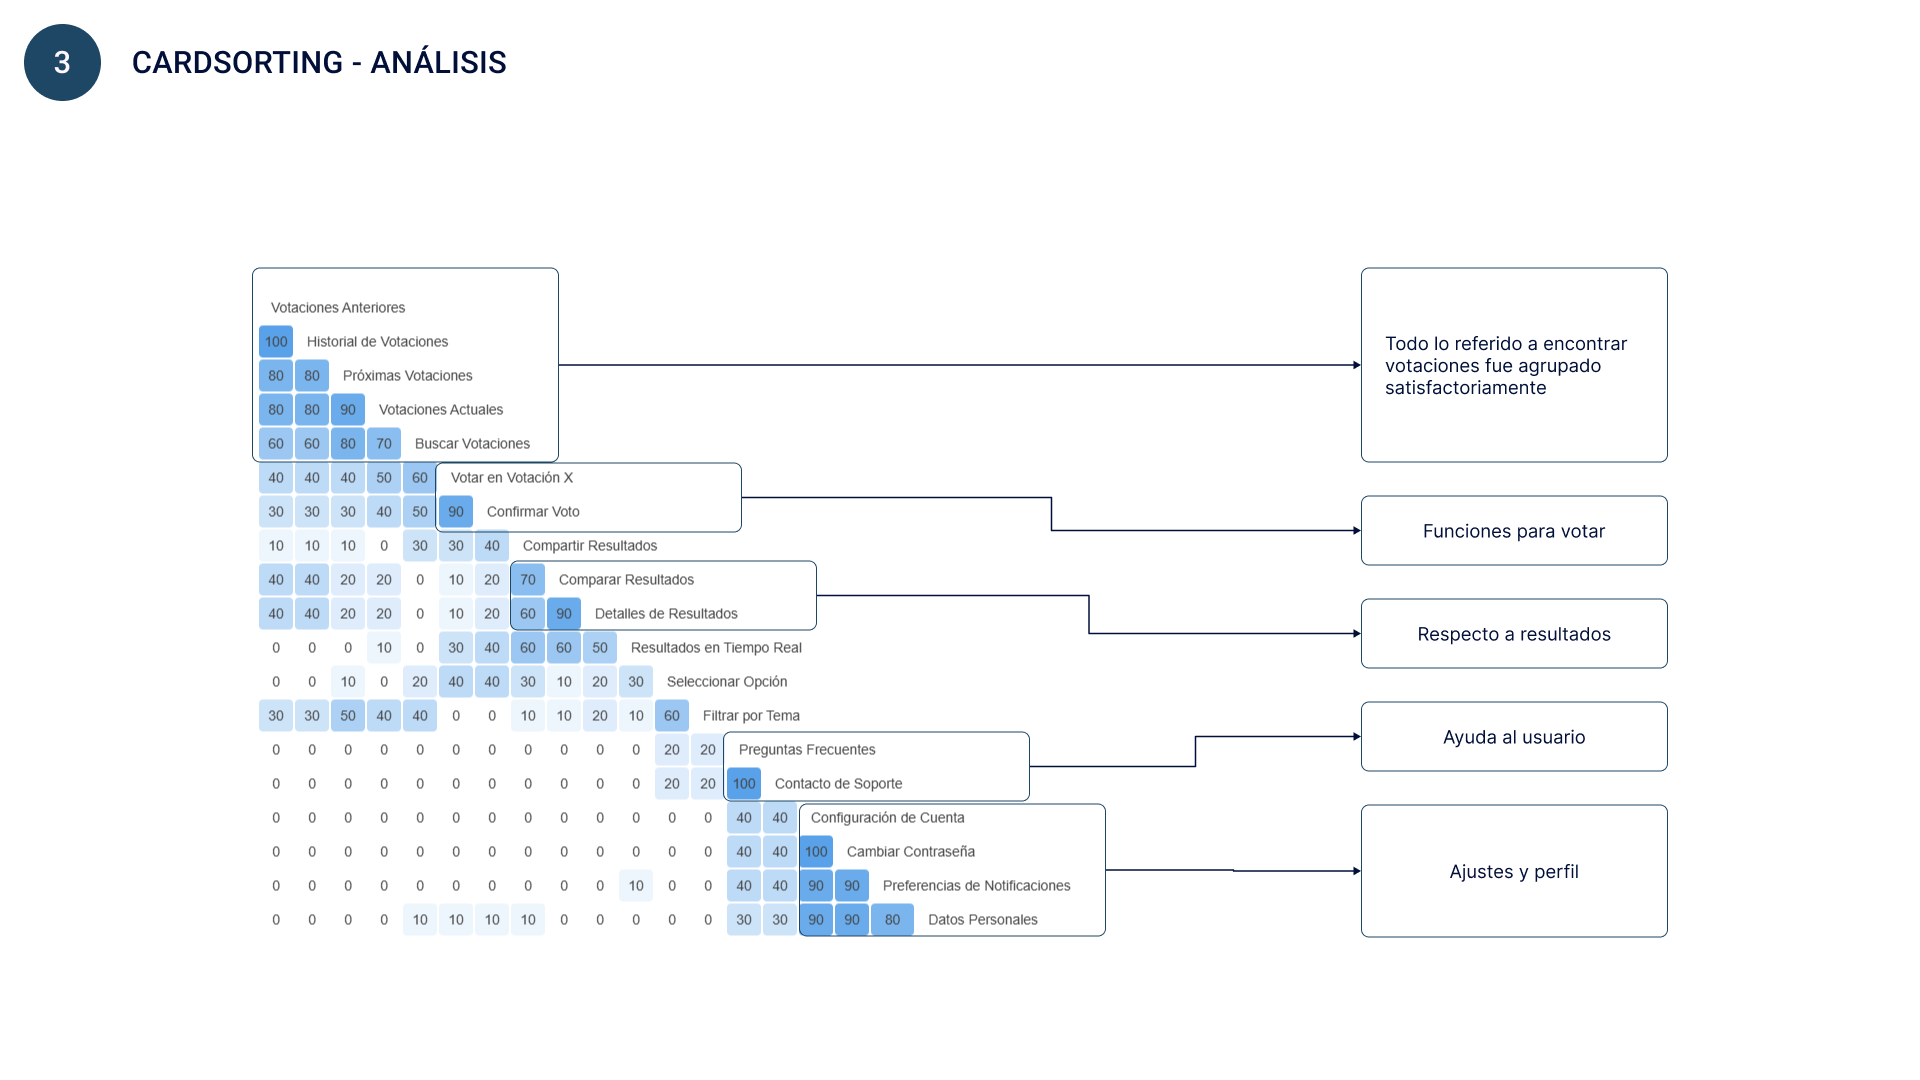 3
CARDSORTING - ANÁLISIS
Votaciones Anteriores
100 Historial de Votaciones
80 80 Próximas Votaciones
80 80 90 Votaciones Actuales
60 60 80 70 Buscar Votaciones
40 40 40 50 60 Votar en Votación X
30 30 30 40 50 90 Confirmar Voto
10 10 10 0 30 30 40 Compartir Resultados
40 40 20 20 0 10 20 70 Comparar Resultados
40 40 20 20 0 10 20 60 90 Detalles de Resultados
0 0 0 10 0 30 40 60 60 50 Resultados en Tiempo Real
0 0 10 0 20 40 40 30 10 20 30 Seleccionar Opción
30 30 50 40 40 0 0 10 10 20 10 60 Filtrar por Tema
0 0 0 0 0 0 0 0 0 0 0 20 20 Preguntas Frecuentes
0 0 0 0 0 0 0 0 0 0 0 20 20 100 Contacto de Soporte
0 0 0 0 0 0 0 0 0 0 0 0 0 40 40 Configuración de Cuenta
0 0 0 0 0 0 0 0 0 0 0 0 0 40 40 100 Cambiar Contraseña
0 0 0 0 0 0 0 0 0 0 10 0 0 40 40 90 90 Preferencias de Notificaciones
0 0 0 0 10 10 10 10 0 0 0 0 0 30 30 90 90 80 Datos Personales
Todo lo referido a encontrar
votaciones fue agrupado
satisfactoriamente
Funciones para votar
Respecto a resultados
Ayuda al usuario
Ajustes y perfil